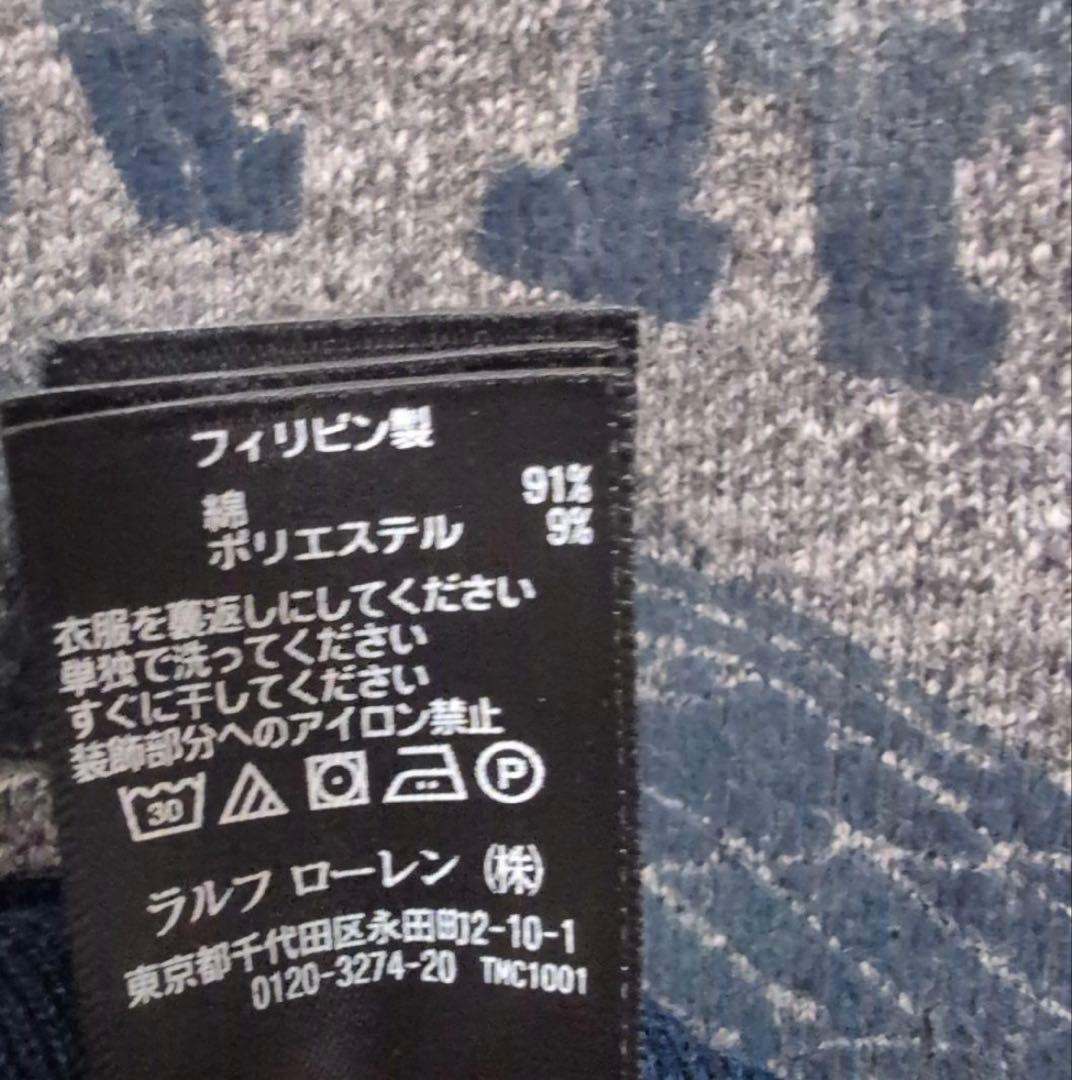 フィリピン製
綿 91%
ポリエステル 9%
衣服を裏返しにしてください
単独で洗ってください
すぐに干してください
装飾部分へのアイロン禁止
30 P
ラルフ ローレン ㈱
東京都千代田区永田町2-10-1
0120-3274-20 TMC1001